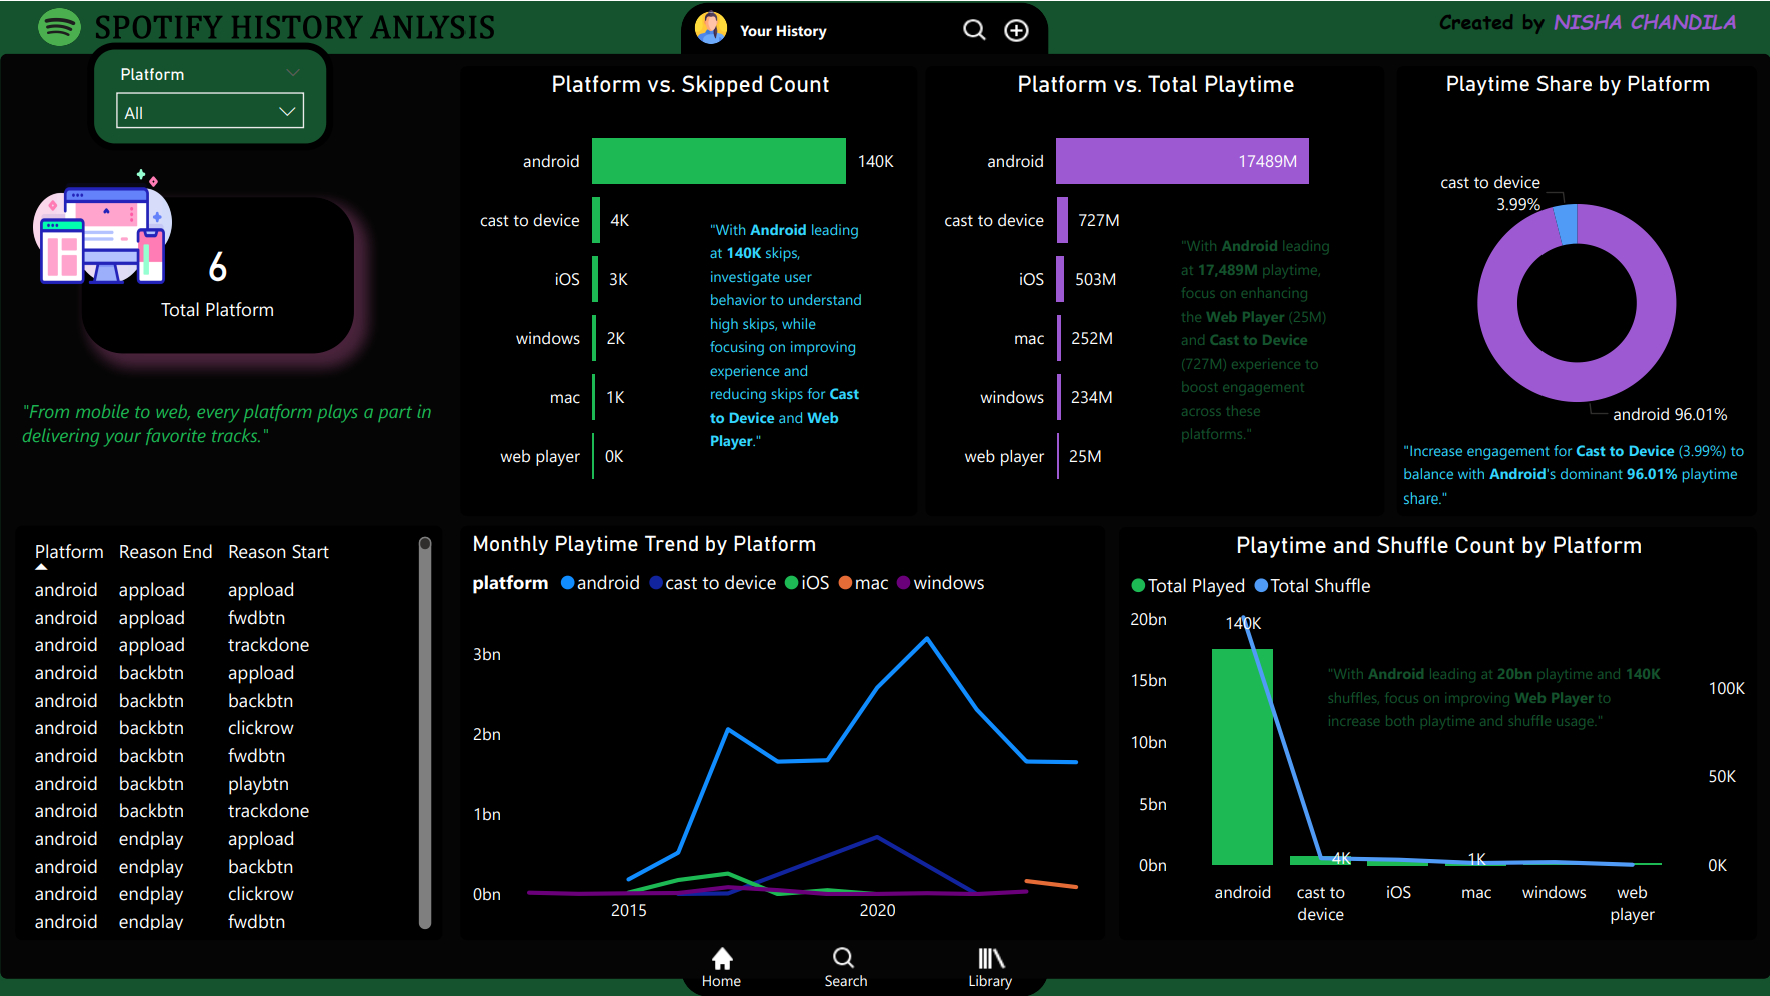 SPOTIFY HISTORY ANLYSIS
Your History
Created by NISHA CHANDILA
Platform
All
6
Total Platform
"From mobile to web, every platform plays a part in
delivering your favorite tracks."
Platform vs. Skipped Count
android 140K
cast to device 4K
iOS 3K
windows 2K
mac 1K
web player 0K
"With Android leading
at 140K skips,
investigate user
behavior to understand
high skips, while
focusing on improving
experience and
reducing skips for Cast
to Device and Web
Player."
Platform vs. Total Playtime
android 17489M
cast to device 727M
iOS 503M
mac 252M
windows 234M
web player 25M
"With Android leading
at 17,489M playtime,
focus on enhancing
the Web Player (25M)
and Cast to Device
(727M) experience to
boost engagement
across these
platforms."
Playtime Share by Platform
cast to device
3.99%
android 96.01%
"Increase engagement for Cast to Device (3.99%) to
balance with Android's dominant 96.01% playtime
share."
Platform Reason End Reason Start
android appload appload
android appload fwdbtn
android appload trackdone
android backbtn appload
android backbtn backbtn
android backbtn clickrow
android backbtn fwdbtn
android backbtn playbtn
android backbtn trackdone
android endplay appload
android endplay backbtn
android endplay clickrow
android endplay fwdbtn
Monthly Playtime Trend by Platform
platform android cast to device iOS mac windows
3bn
2bn
1bn
0bn
2015 2020
Playtime and Shuffle Count by Platform
Total Played Total Shuffle
20bn
15bn
10bn
5bn
0bn
140K
4K
1K
100K
50K
0K
"With Android leading at 20bn playtime and 140K
shuffles, focus on improving Web Player to
increase both playtime and shuffle usage."
android cast to iOS mac windows web
device player
Home Search Library